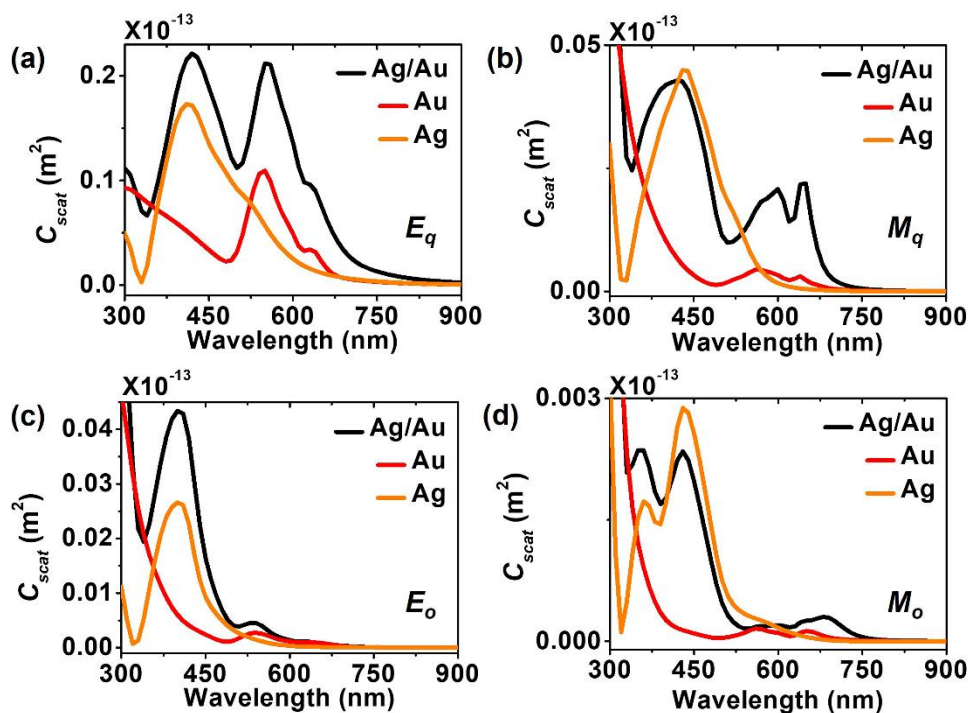 X10⁻¹³
(a)
Ag/Au
Au
Ag
0.2
0.1
0.0
C_scat (m²)
E_q
300 450 600 750 900
Wavelength (nm)
X10⁻¹³
(b)
0.05
Ag/Au
Au
Ag
0.00
C_scat (m²)
M_q
300 450 600 750 900
Wavelength (nm)
X10⁻¹³
(c)
Ag/Au
Au
Ag
0.04
0.03
0.02
0.01
0.00
C_scat (m²)
E_o
300 450 600 750 900
Wavelength (nm)
X10⁻¹³
(d)
0.003
Ag/Au
Au
Ag
0.000
C_scat (m²)
M_o
300 450 600 750 900
Wavelength (nm)